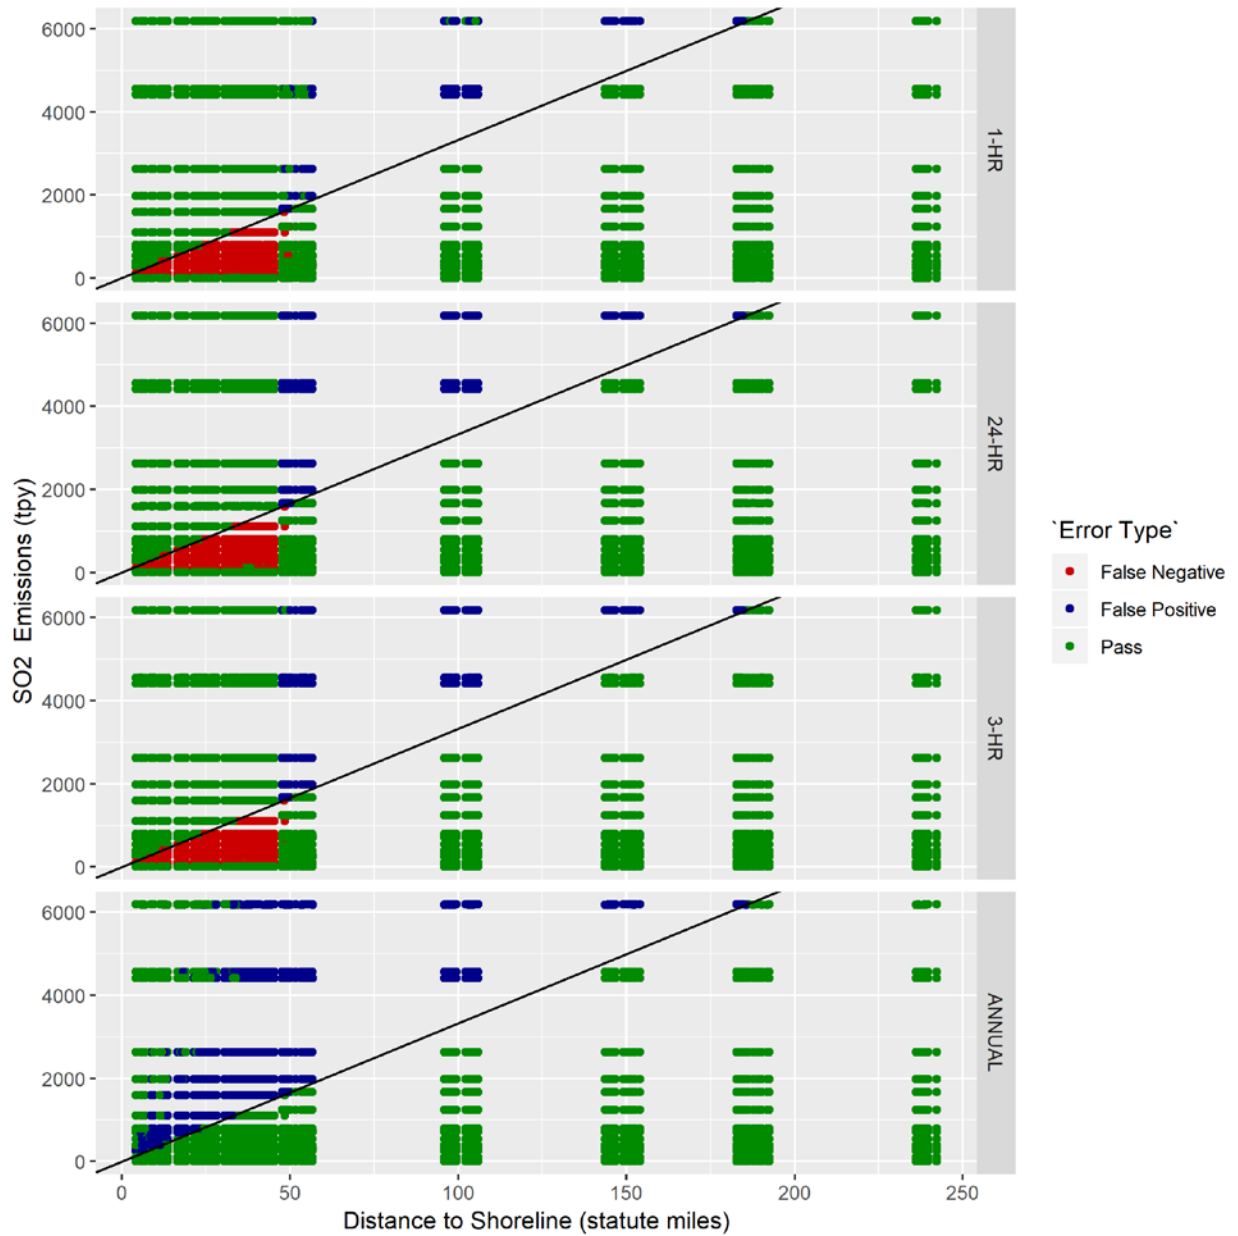 6000
4000
2000
0
1-HR
6000
4000
2000
0
24-HR
6000
4000
2000
0
3-HR
6000
4000
2000
0
ANNUAL
0 50 100 150 200 250
Distance to Shoreline (statute miles)
SO2 Emissions (tpy)
`Error Type`
False Negative
False Positive
Pass